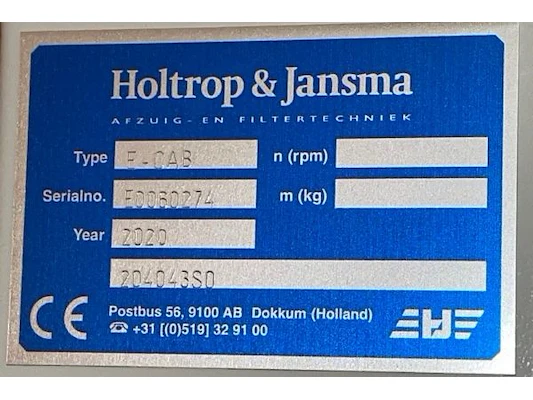 Holtrop & Jansma
AFZUIG- EN FILTERTECHNIEK
Type E-CAB n (rpm)
Serialno. E0060274 m (kg)
Year 2020
204043S0
CE Postbus 56, 9100 AB Dokkum (Holland)
☎ +31 [(0)519] 32 91 00